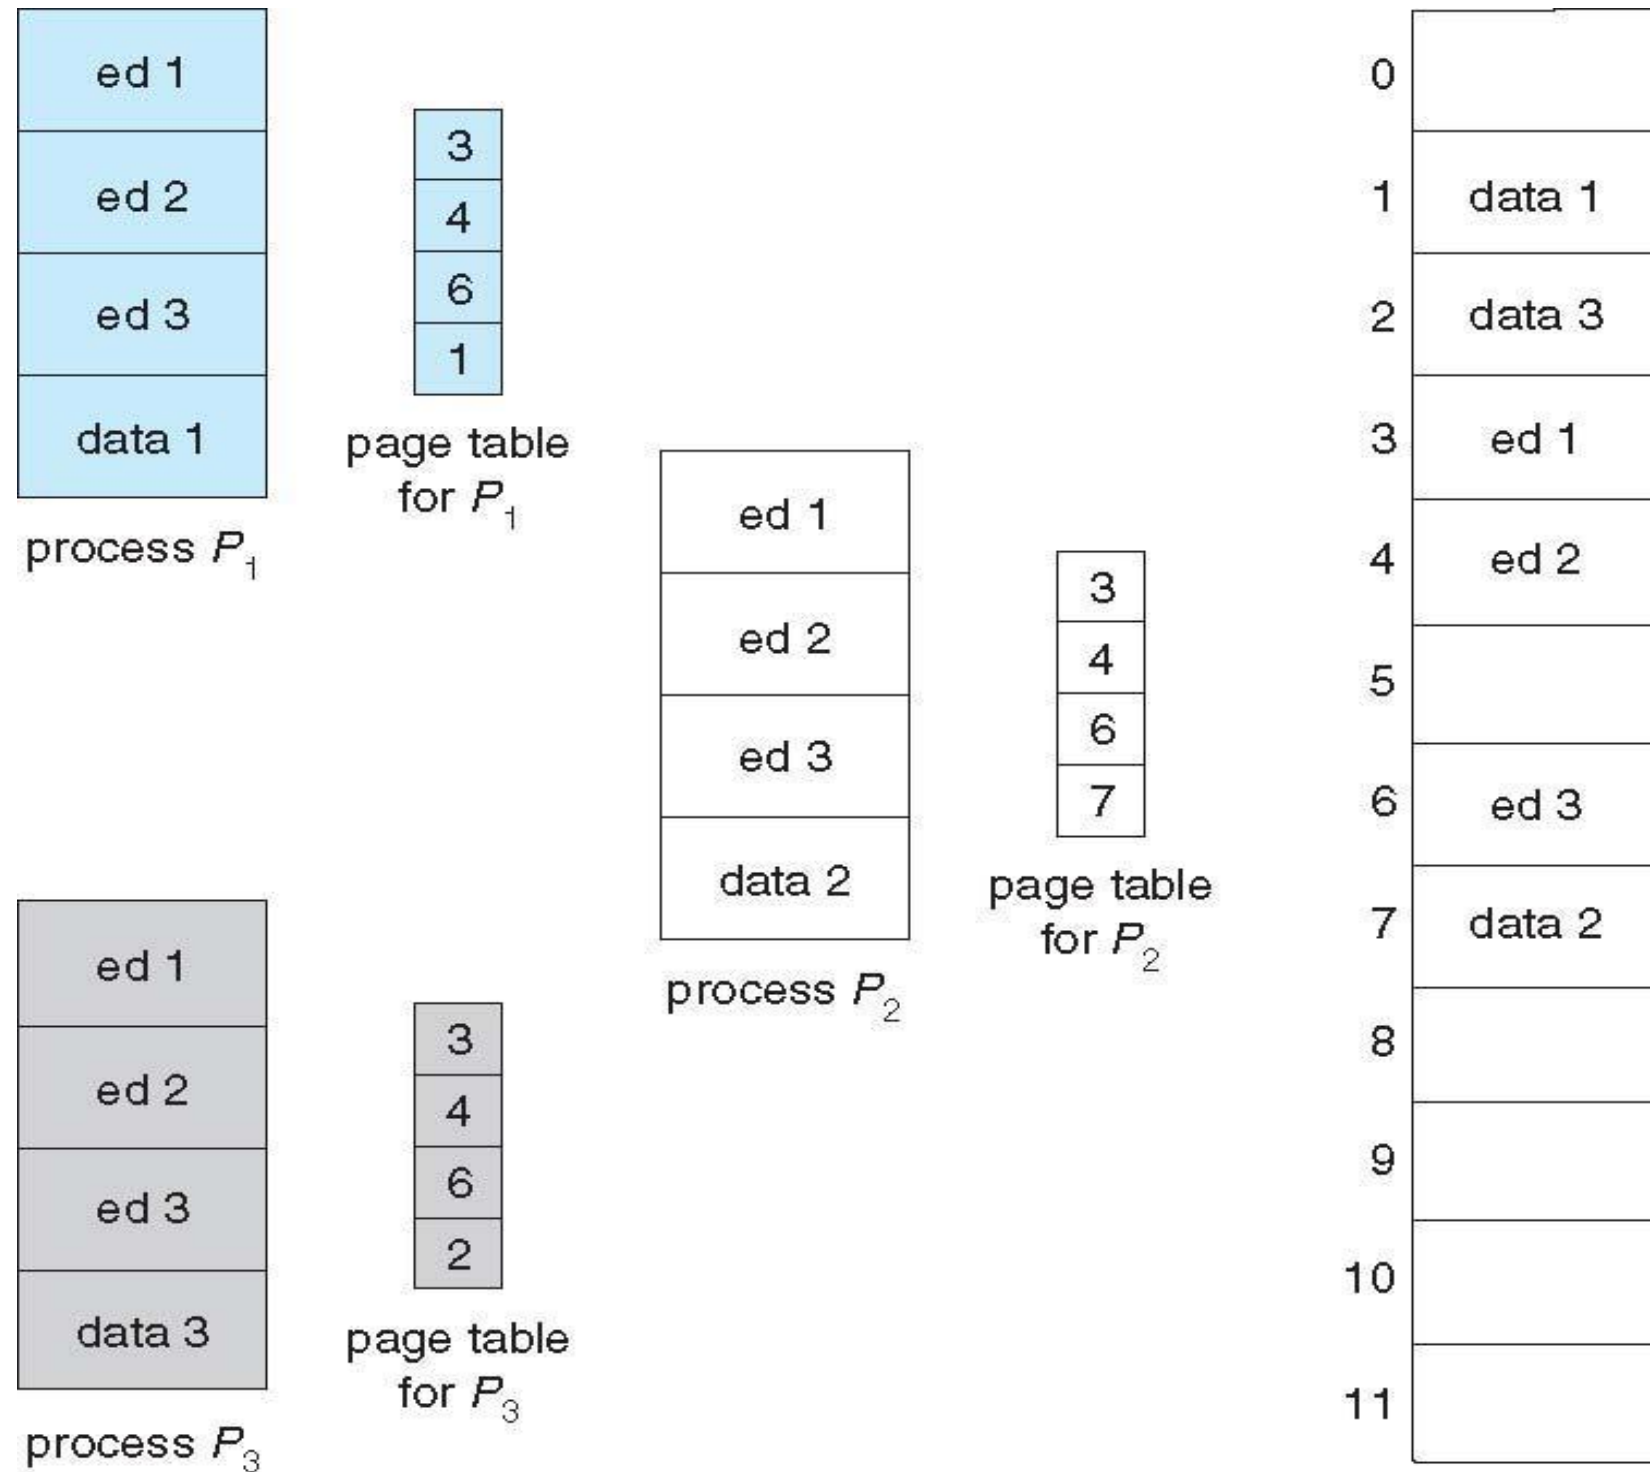 ed 1
ed 2
ed 3
data 1
process P1
3
4
6
1
page table
for P1
ed 1
ed 2
ed 3
data 2
process P2
3
4
6
7
page table
for P2
ed 1
ed 2
ed 3
data 3
process P3
3
4
6
2
page table
for P3
0
1 data 1
2 data 3
3 ed 1
4 ed 2
5
6 ed 3
7 data 2
8
9
10
11